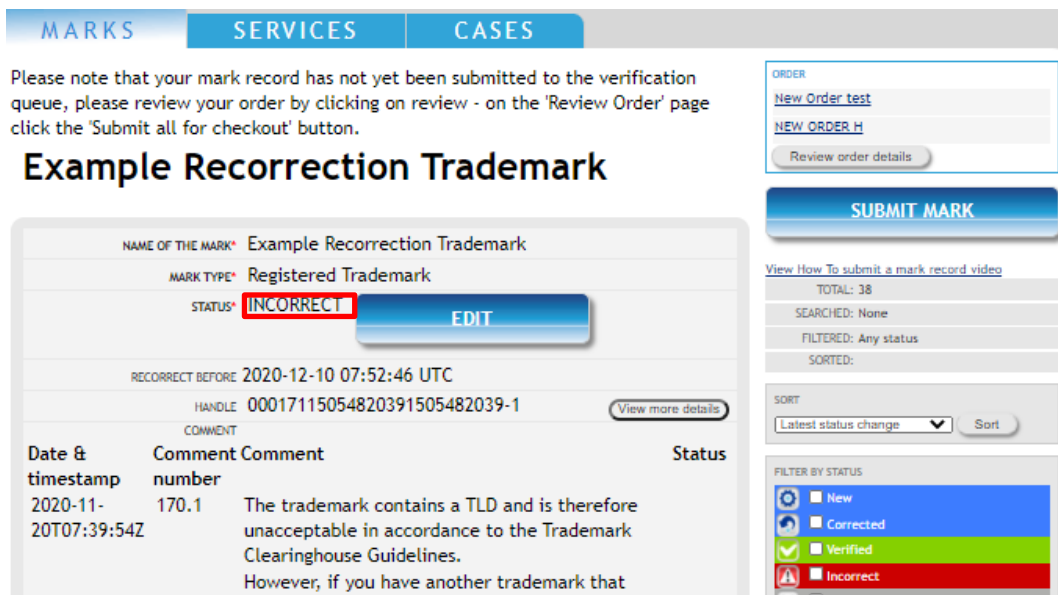 MARKS
SERVICES
CASES
Please note that your mark record has not yet been submitted to the verification
queue, please review your order by clicking on review - on the 'Review Order' page
click the 'Submit all for checkout' button.
Example Recorrection Trademark
NAME OF THE MARK* Example Recorrection Trademark
MARK TYPE* Registered Trademark
STATUS* INCORRECT
EDIT
RECORRECT BEFORE 2020-12-10 07:52:46 UTC
HANDLE 00017115054820391505482039-1
View more details
COMMENT
Date & Comment Comment Status
timestamp number
2020-11- 170.1 The trademark contains a TLD and is therefore
20T07:39:54Z unacceptable in accordance to the Trademark
Clearinghouse Guidelines.
However, if you have another trademark that
ORDER
New Order test
NEW ORDER H
Review order details
SUBMIT MARK
View How To submit a mark record video
TOTAL: 38
SEARCHED: None
FILTERED: Any status
SORTED:
SORT
Latest status change Sort
FILTER BY STATUS
New
Corrected
Verified
Incorrect